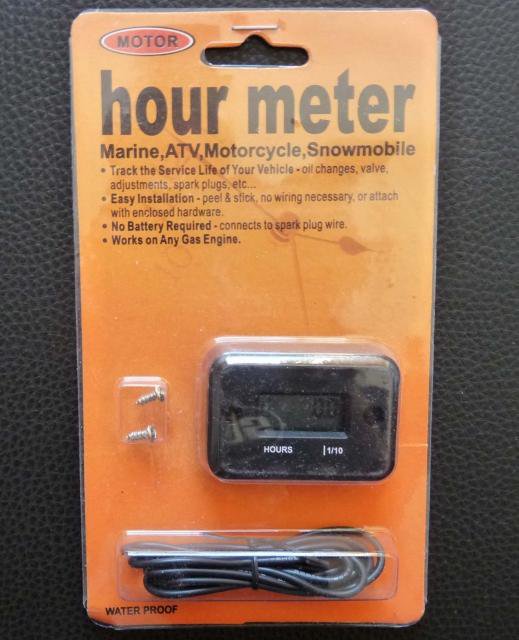 MOTOR
hour meter
Marine,ATV,Motorcycle,Snowmobile
• Track the Service Life of Your Vehicle - oil changes, valve,
adjustments, spark plugs, etc...
• Easy Installation - peel & stick, no wiring necessary, or attach
with enclosed hardware.
• No Battery Required - connects to spark plug wire.
• Works on Any Gas Engine.
HOURS | 1/10
WATER PROOF